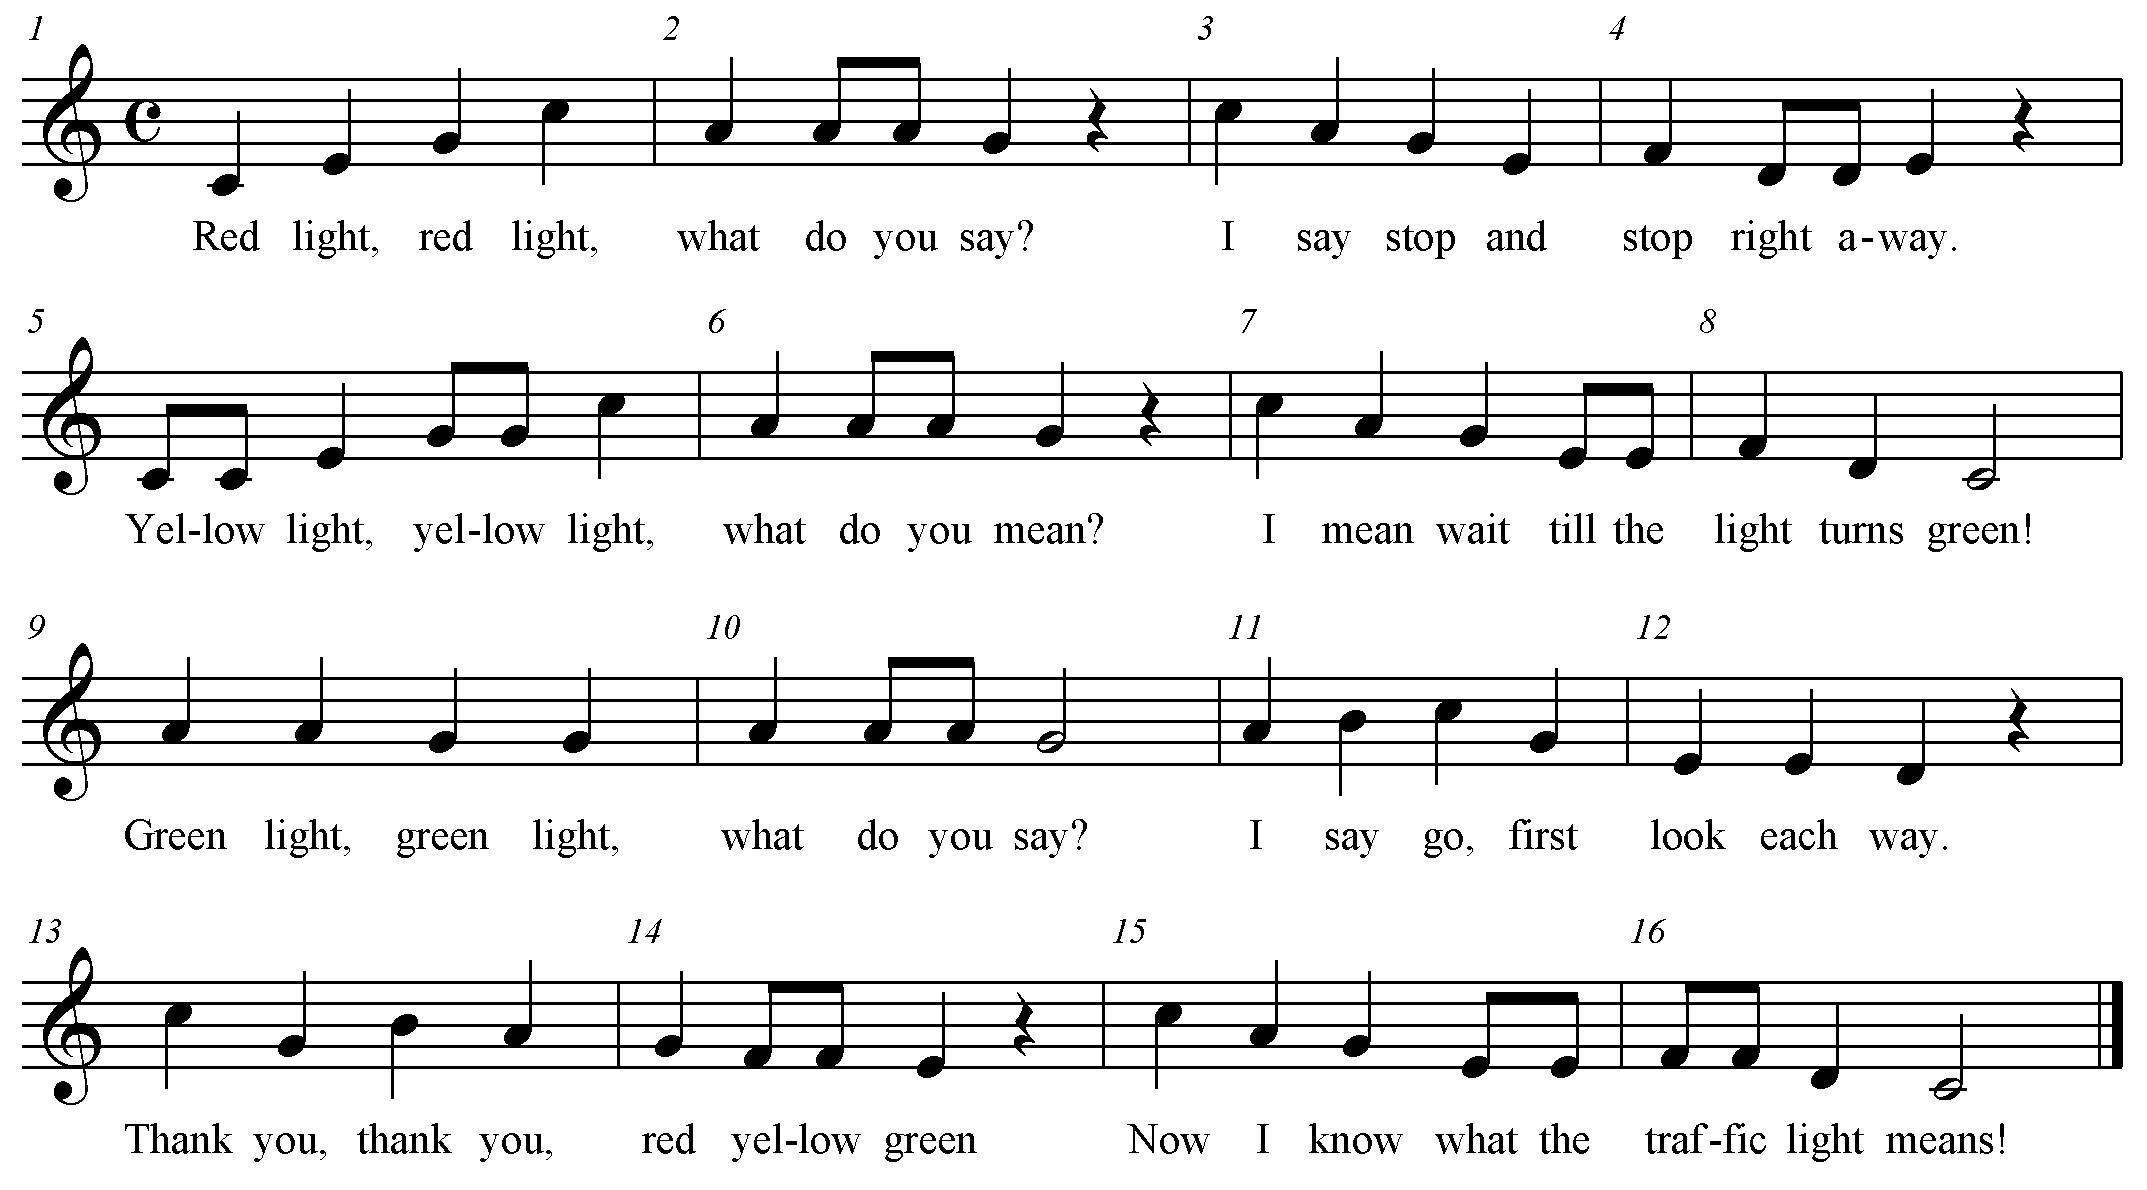 1 2 3 4
Red light, red light, what do you say? I say stop and stop right a-way.
5 6 7 8
Yel-low light, yel-low light, what do you mean? I mean wait till the light turns green!
9 10 11 12
Green light, green light, what do you say? I say go, first look each way.
13 14 15 16
Thank you, thank you, red yel-low green Now I know what the traf-fic light means!